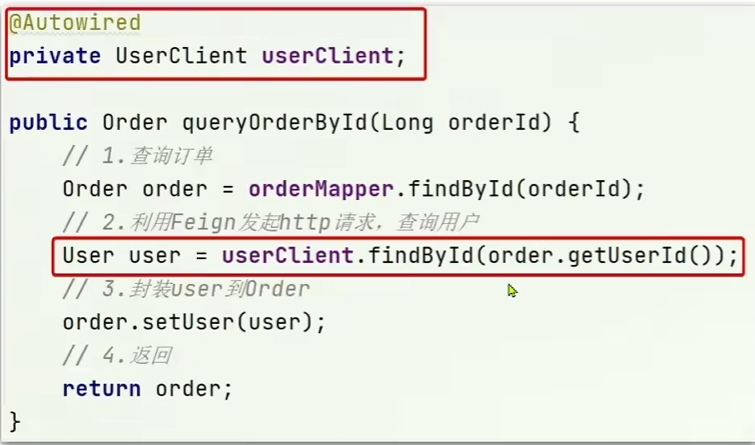 @Autowired
private UserClient userClient;
public Order queryOrderById(Long orderId) {
// 1.查询订单
Order order = orderMapper.findById(orderId);
// 2.利用Feign发起http请求，查询用户
User user = userClient.findById(order.getUserId());
// 3.封装user到Order
order.setUser(user);
// 4.返回
return order;
}